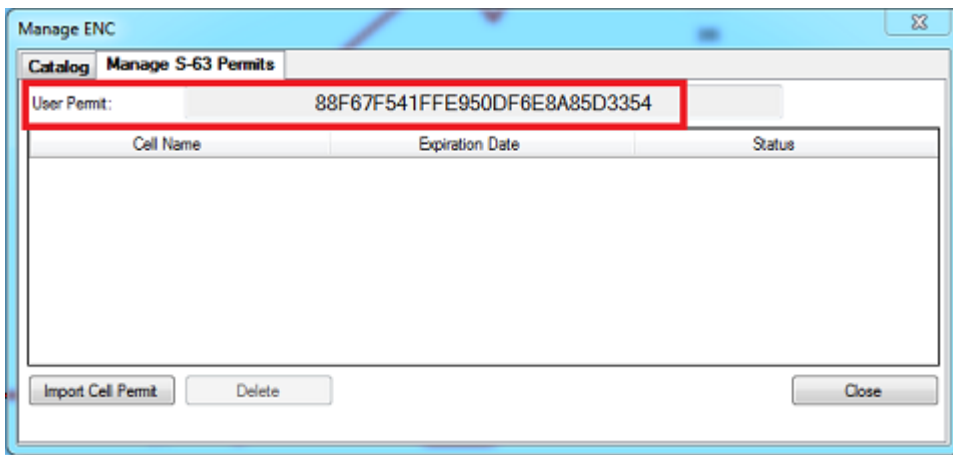 Manage ENC
Catalog Manage S-63 Permits
User Permit: 88F67F541FFE950DF6E8A85D3354
Cell Name Expiration Date Status
Import Cell Permit Delete Close